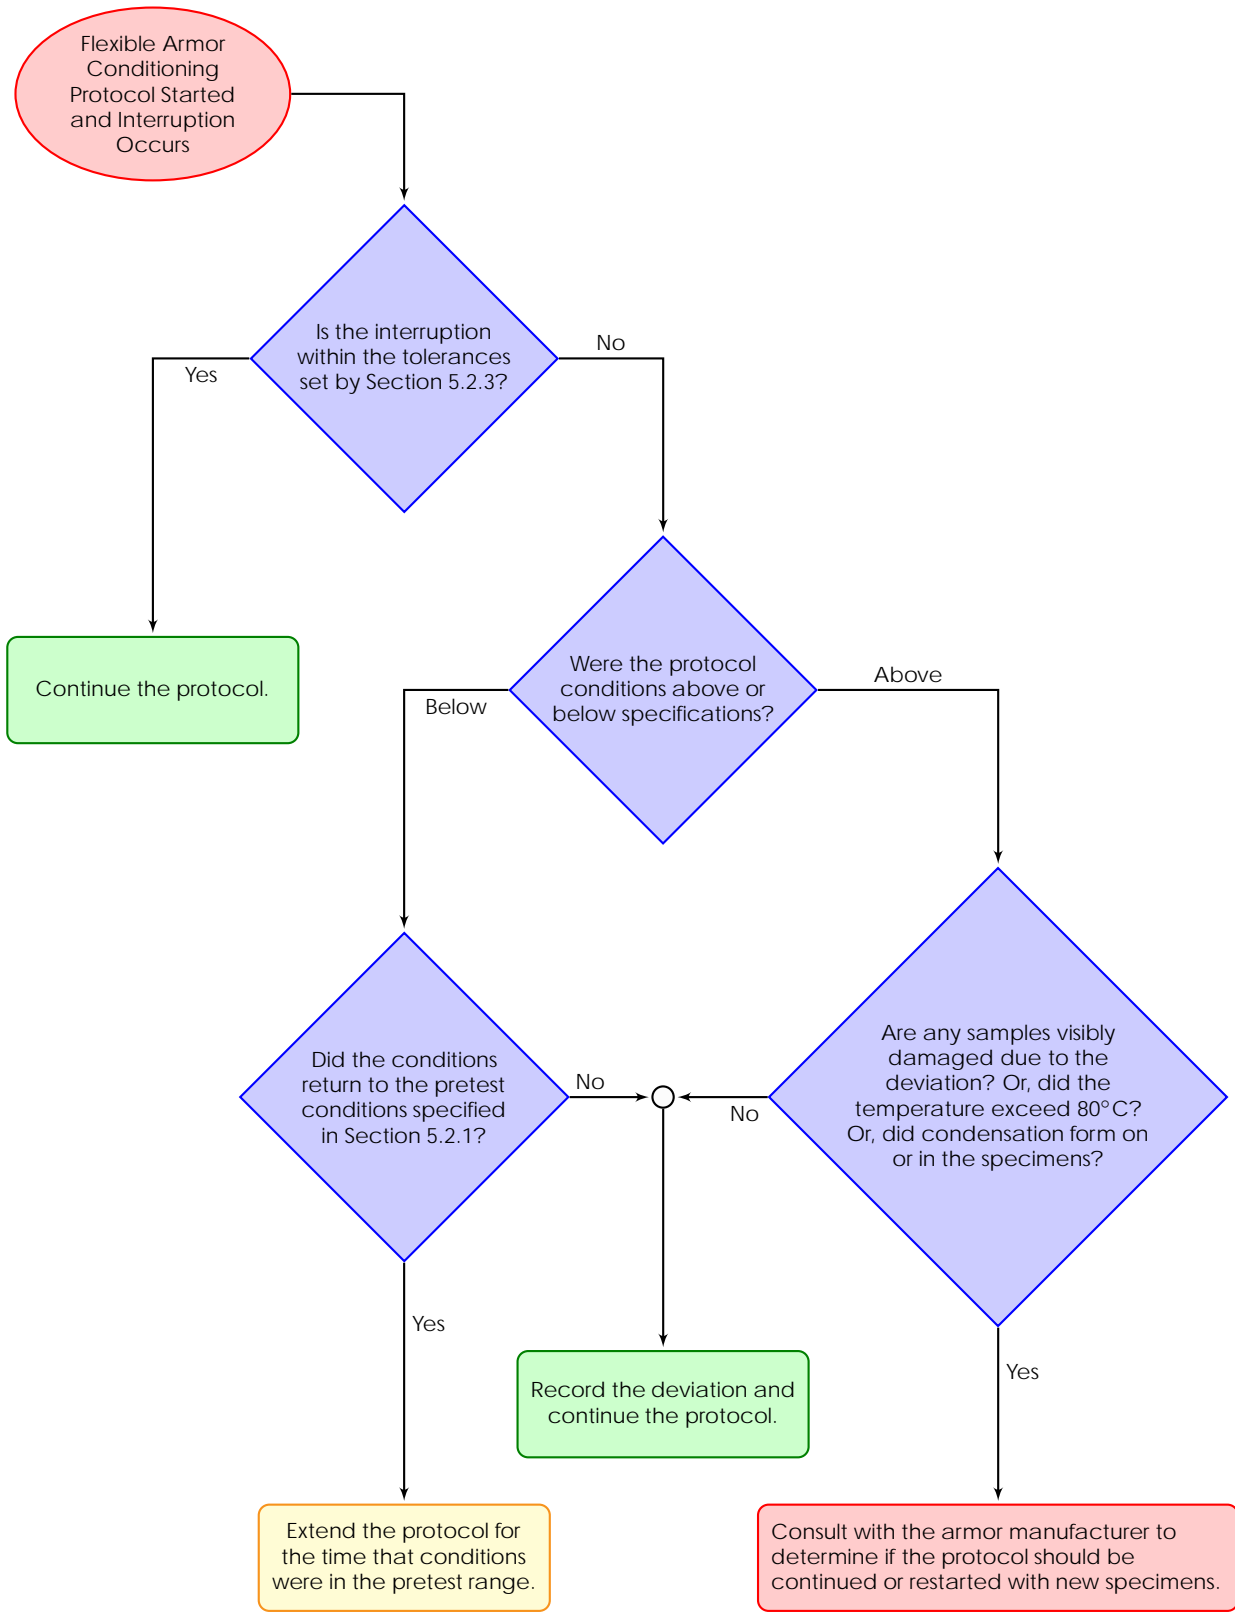 Flexible Armor
Conditioning
Protocol Started
and Interruption
Occurs
Is the interruption
within the tolerances
set by Section 5.2.3?
Yes
No
Continue the protocol.
Were the protocol
conditions above or
below specifications?
Below
Above
Did the conditions
return to the pretest
conditions specified
in Section 5.2.1?
No
Yes
Are any samples visibly
damaged due to the
deviation? Or, did the
temperature exceed 80°C?
Or, did condensation form on
or in the specimens?
No
Yes
Record the deviation and
continue the protocol.
Extend the protocol for
the time that conditions
were in the pretest range.
Consult with the armor manufacturer to
determine if the protocol should be
continued or restarted with new specimens.